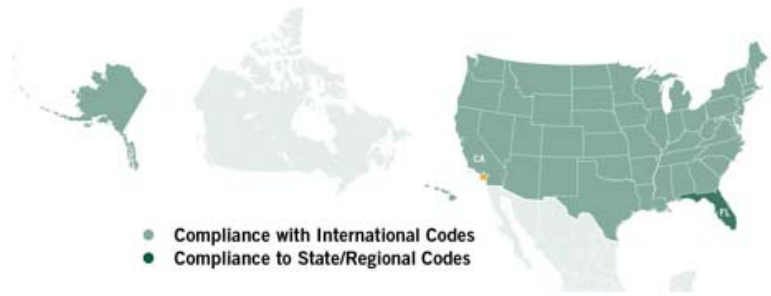 CA
FL
Compliance with International Codes
Compliance to State/Regional Codes